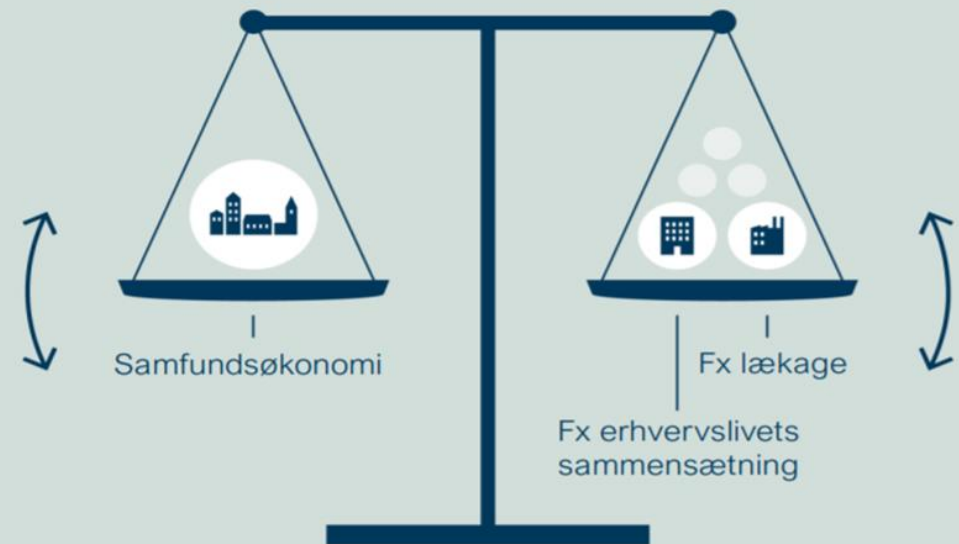 Samfundsøkonomi
Fx lækage
Fx erhvervslivets
sammensætning